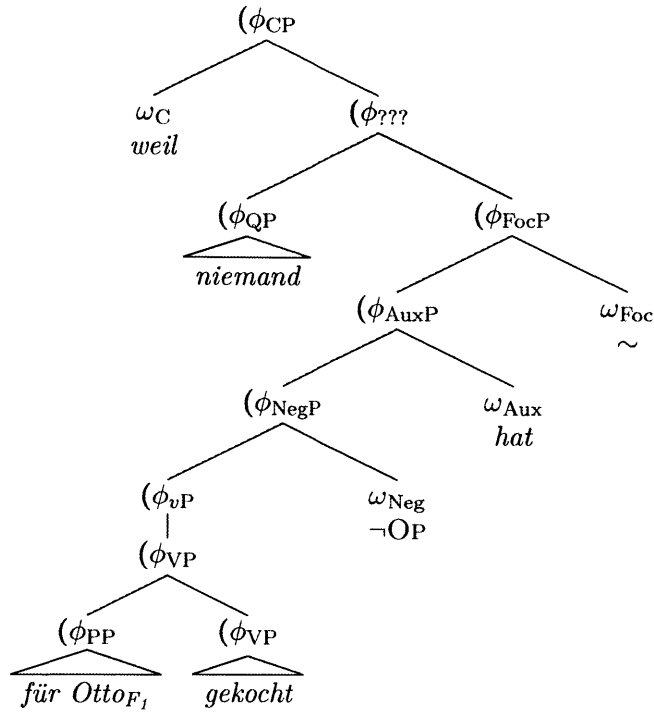 (ϕCP
ωC (ϕ???
weil
(ϕQP (ϕFocP
niemand
(ϕAuxP ωFoc
∼
(ϕNegP ωAux
hat
(ϕvP ωNeg
¬OP
(ϕVP
(ϕPP (ϕVP
für OttoF1 gekocht